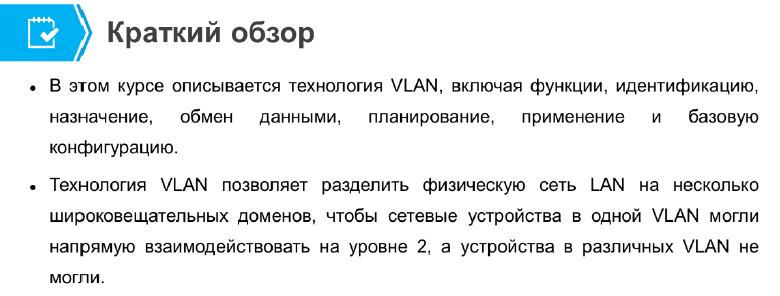 Краткий обзор
• В этом курсе описывается технология VLAN, включая функции, идентификацию,
назначение, обмен данными, планирование, применение и базовую
конфигурацию.
• Технология VLAN позволяет разделить физическую сеть LAN на несколько
широковещательных доменов, чтобы сетевые устройства в одной VLAN могли
напрямую взаимодействовать на уровне 2, а устройства в различных VLAN не
могли.